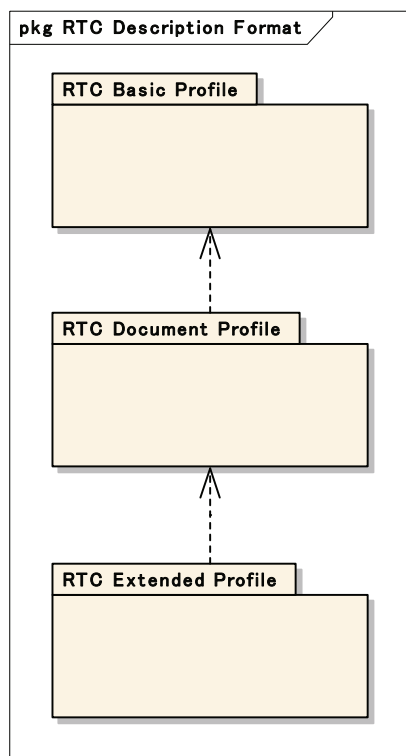 pkg RTC Description Format
RTC Basic Profile
RTC Document Profile
RTC Extended Profile